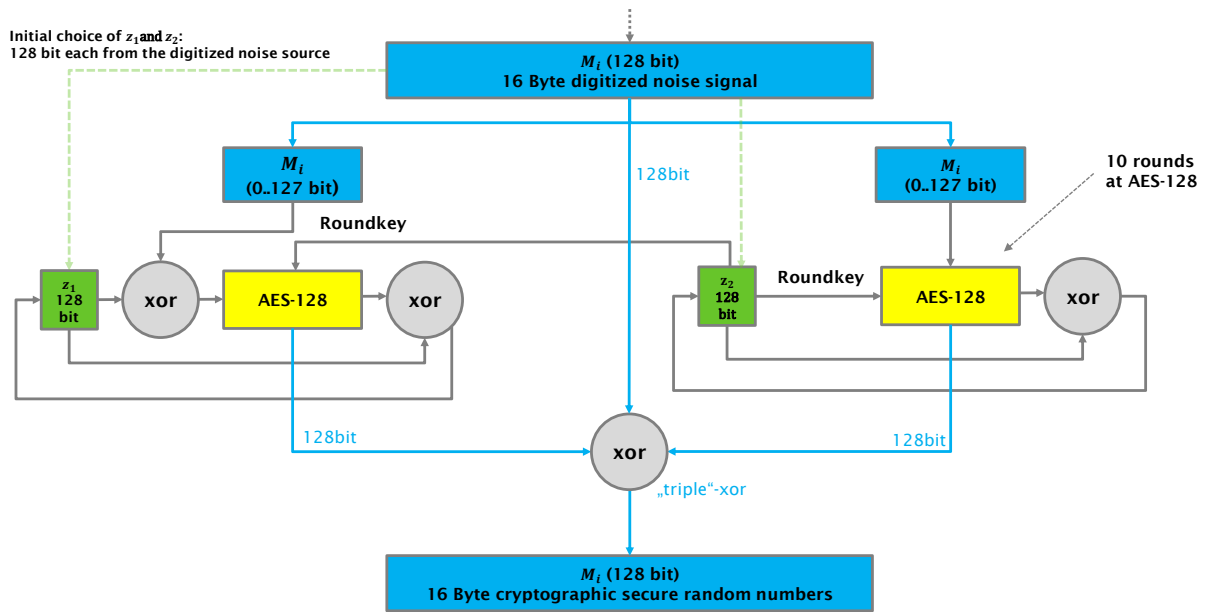 Initial choice of z₁and z₂:
128 bit each from the digitized noise source
Mᵢ (128 bit)
16 Byte digitized noise signal
Mᵢ
(0..127 bit)
128bit
Mᵢ
(0..127 bit)
10 rounds
at AES-128
Roundkey
z₁
128
bit
xor
AES-128
xor
z₂
128
bit
Roundkey
AES-128
xor
128bit
xor
128bit
„triple“-xor
Mᵢ (128 bit)
16 Byte cryptographic secure random numbers